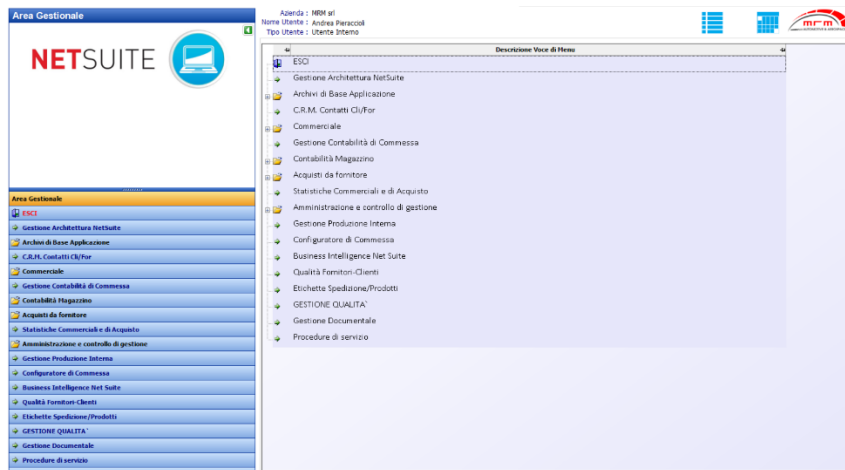 Area Gestionale
NETSUITE
Azienda : MRM srl
Nome Utente : Andrea Pieraccioli
Tipo Utente : Utente Interno
mrm
Descrizione Voce di Menu
ESCI
Gestione Architettura NetSuite
Archivi di Base Applicazione
C.R.M. Contatti Cli/For
Commerciale
Gestione Contabilità di Commessa
Contabilità Magazzino
Acquisti da fornitore
Statistiche Commerciali e di Acquisto
Amministrazione e controllo di gestione
Gestione Produzione Interna
Configuratore di Commessa
Business Intelligence Net Suite
Qualità Fornitori-Clienti
Etichette Spedizione/Prodotti
GESTIONE QUALITA`
Gestione Documentale
Procedure di servizio
Area Gestionale
ESCI
Gestione Architettura NetSuite
Archivi di Base Applicazione
C.R.M. Contatti Cli/For
Commerciale
Gestione Contabilità di Commessa
Contabilità Magazzino
Acquisti da fornitore
Statistiche Commerciali e di Acquisto
Amministrazione e controllo di gestione
Gestione Produzione Interna
Configuratore di Commessa
Business Intelligence Net Suite
Qualità Fornitori-Clienti
Etichette Spedizione/Prodotti
GESTIONE QUALITA`
Gestione Documentale
Procedure di servizio